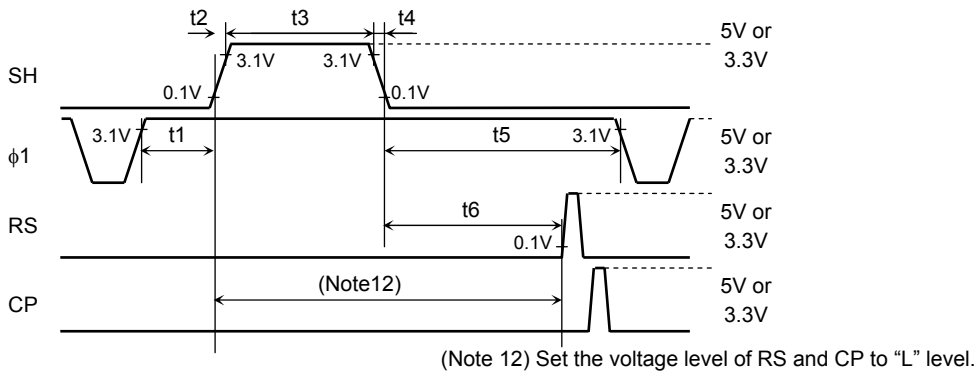 t2 t3 t4
5V or
3.3V
SH
3.1V 3.1V
0.1V 0.1V
φ1
3.1V t1 t5 3.1V
5V or
3.3V
RS
t6
0.1V
5V or
3.3V
CP
(Note12)
5V or
3.3V
(Note 12) Set the voltage level of RS and CP to “L” level.